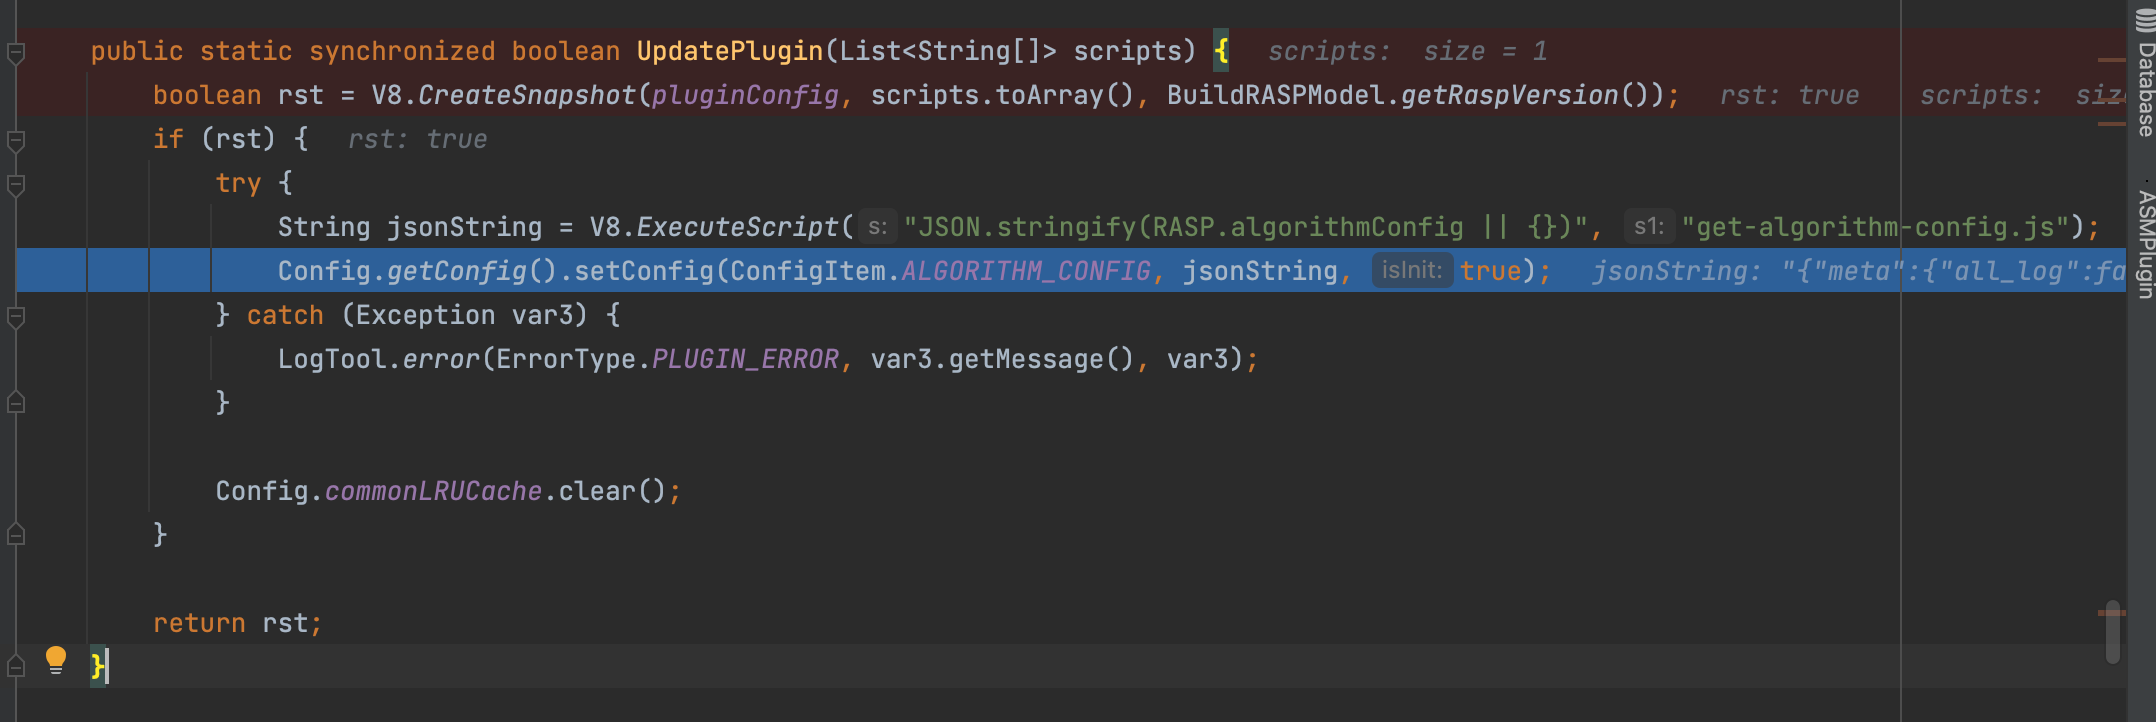 public static synchronized boolean UpdatePlugin(List<String[]> scripts) { scripts: size = 1
boolean rst = V8.CreateSnapshot(pluginConfig, scripts.toArray(), BuildRASPModel.getRaspVersion()); rst: true scripts: size
if (rst) { rst: true
try {
String jsonString = V8.ExecuteScript( s: "JSON.stringify(RASP.algorithmConfig || {})", s1: "get-algorithm-config.js");
Config.getConfig().setConfig(ConfigItem.ALGORITHM_CONFIG, jsonString, isInit: true); jsonString: "{"meta":{"all_log":fa
} catch (Exception var3) {
LogTool.error(ErrorType.PLUGIN_ERROR, var3.getMessage(), var3);
}
Config.commonLRUCache.clear();
}
return rst;
}
Database
ASMPlugin